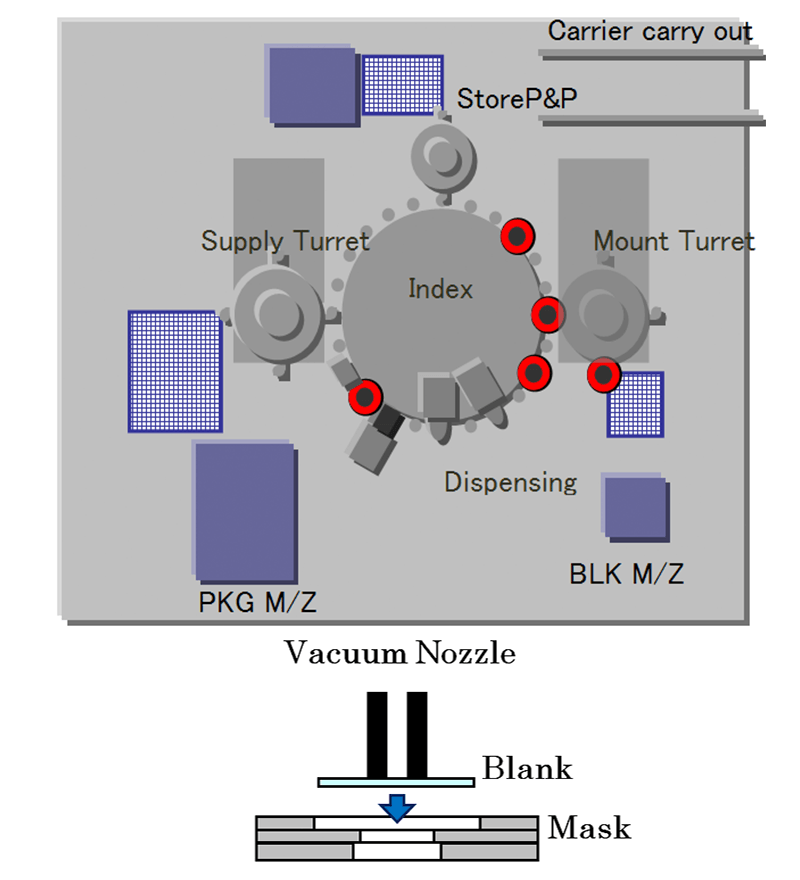 Carrier carry out
StoreP&P
Supply Turret
Mount Turret
Index
Dispensing
BLK M/Z
PKG M/Z
Vacuum Nozzle
Blank
Mask